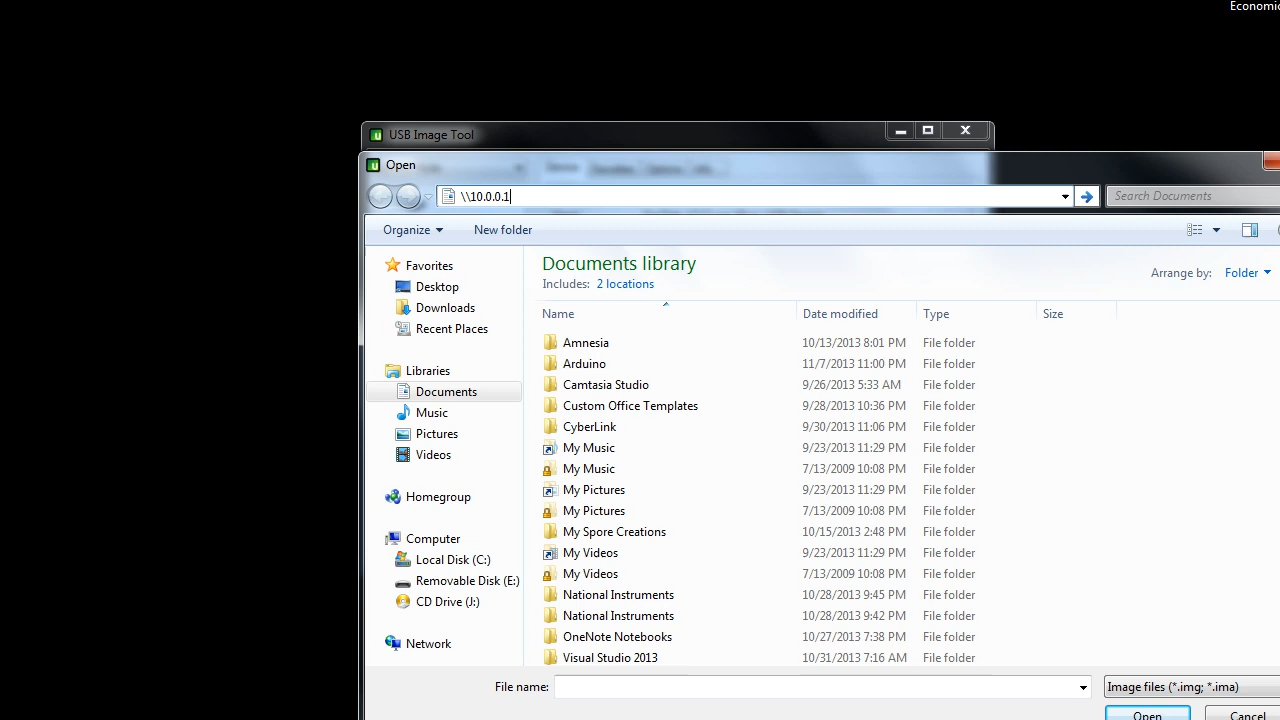 Economic
USB Image Tool
Open
\\10.0.0.1
Search Documents
Organize
New folder
Documents library
Includes: 2 locations
Arrange by: Folder
Name Date modified Type Size
Favorites
Desktop
Downloads
Recent Places
Libraries
Documents
Music
Pictures
Videos
Homegroup
Computer
Local Disk (C:)
Removable Disk (E:)
CD Drive (J:)
Network
Amnesia 10/13/2013 8:01 PM File folder
Arduino 11/7/2013 11:00 PM File folder
Camtasia Studio 9/26/2013 5:33 AM File folder
Custom Office Templates 9/28/2013 10:36 PM File folder
CyberLink 9/30/2013 11:06 PM File folder
My Music 9/23/2013 11:29 PM File folder
My Music 7/13/2009 10:08 PM File folder
My Pictures 9/23/2013 11:29 PM File folder
My Pictures 7/13/2009 10:08 PM File folder
My Spore Creations 10/15/2013 2:48 PM File folder
My Videos 9/23/2013 11:29 PM File folder
My Videos 7/13/2009 10:08 PM File folder
National Instruments 10/28/2013 9:45 PM File folder
National Instruments 10/28/2013 9:42 PM File folder
OneNote Notebooks 10/27/2013 7:38 PM File folder
Visual Studio 2013 10/31/2013 7:16 AM File folder
File name:
Image files (*.img; *.ima)
Open
Cancel